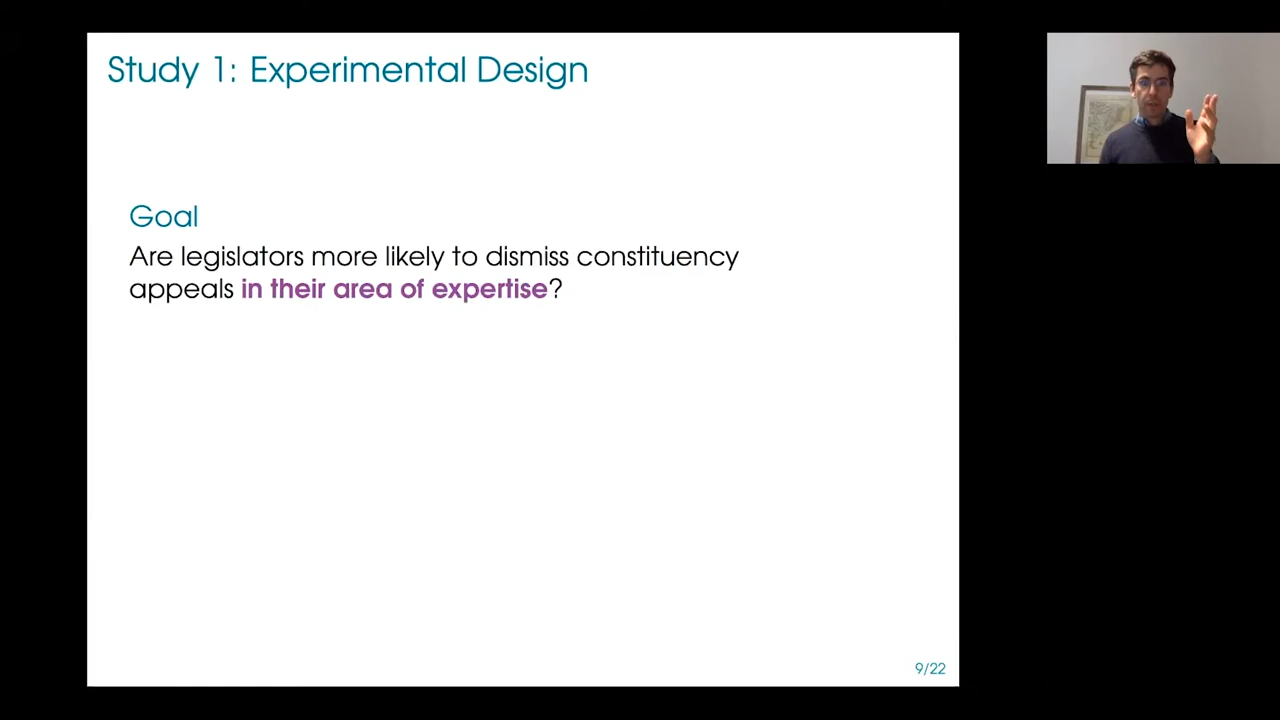 Study 1: Experimental Design
Goal
Are legislators more likely to dismiss constituency
appeals in their area of expertise?
9/22